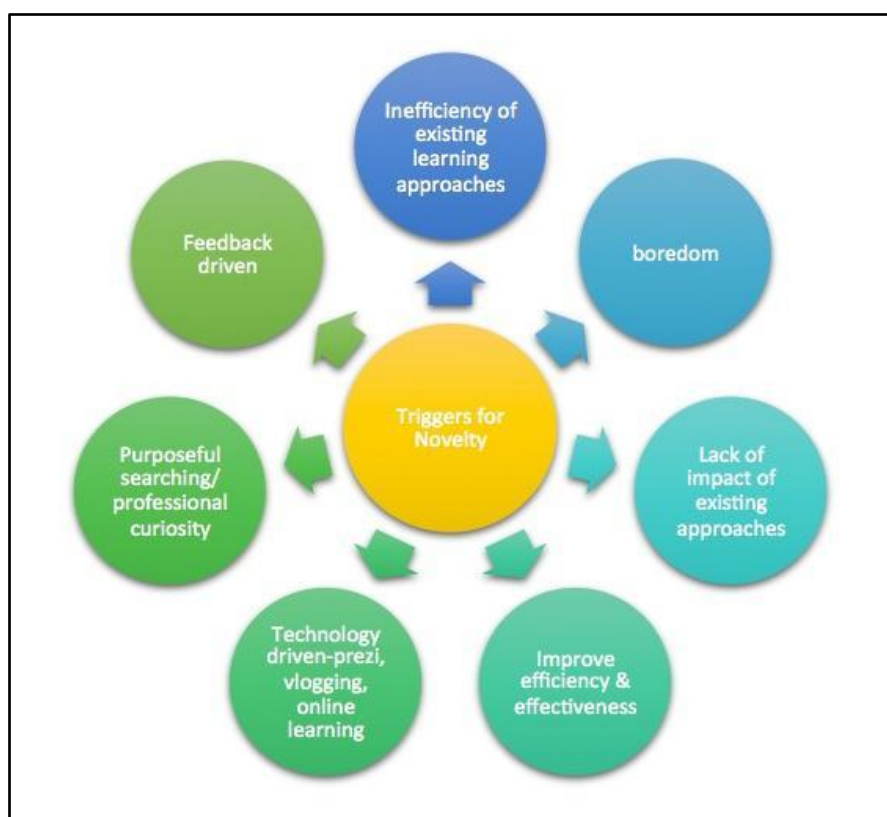 Inefficiency of
existing
learning
approaches
boredom
Lack of
impact of
existing
approaches
Improve
efficiency &
effectiveness
Technology
driven-prezi,
vlogging,
online
learning
Purposeful
searching/
professional
curiosity
Feedback
driven
Triggers for
Novelty